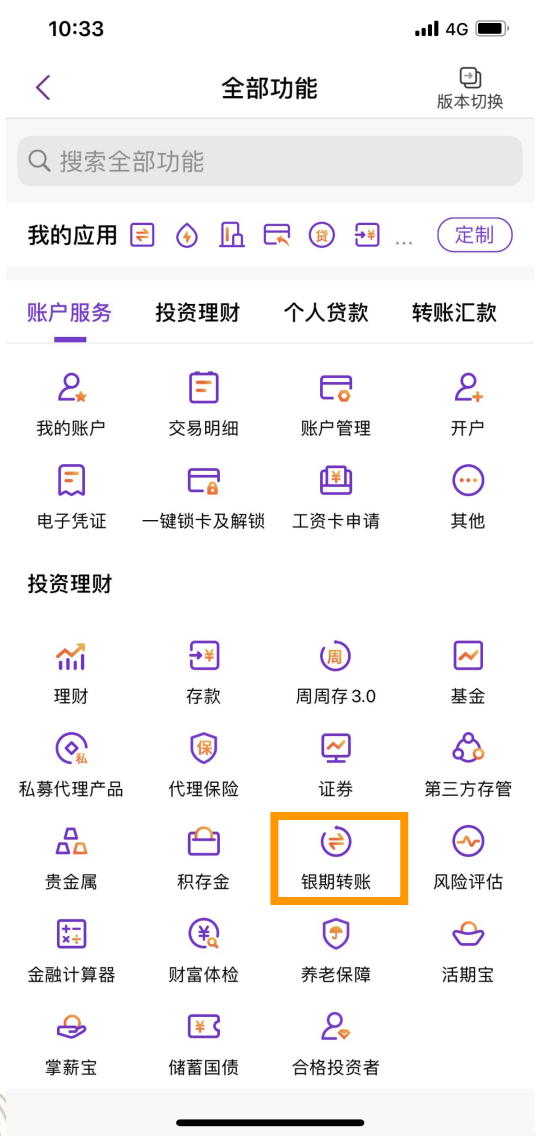 10:33
4G
全部功能
版本切换
搜索全部功能
我的应用
贷
¥
...
定制
账户服务 投资理财 个人贷款 转账汇款
我的账户 交易明细 账户管理 开户
¥
电子凭证 一键锁卡及解锁 工资卡申请 其他
投资理财
¥ 周
理财 存款 周周存 3.0 基金
私 保
私募代理产品 代理保险 证券 第三方存管
贵金属 积存金 银期转账 风险评估
¥
金融计算器 财富体检 养老保障 活期宝
¥
掌薪宝 储蓄国债 合格投资者